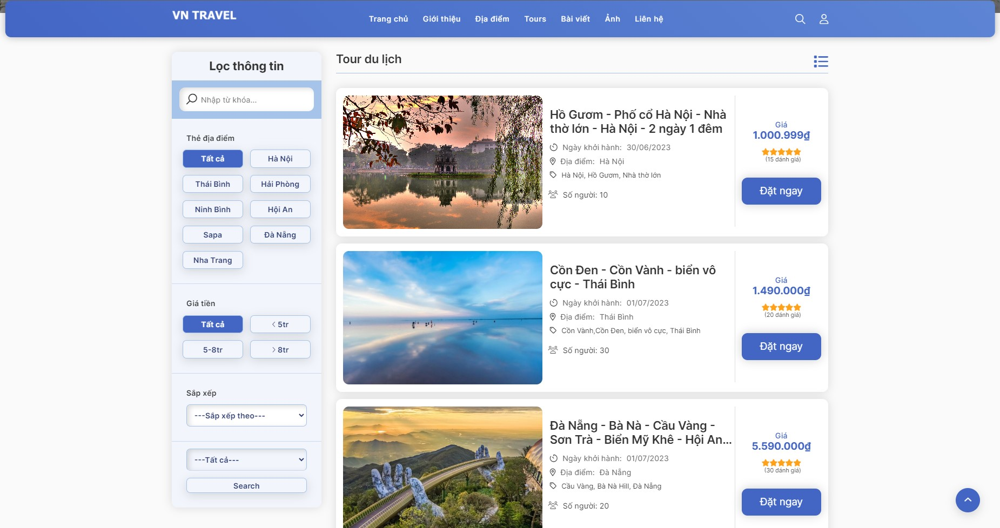 VN TRAVEL
Trang chủ Giới thiệu Địa điểm Tours Bài viết Ảnh Liên hệ
Lọc thông tin
Nhập từ khóa...
Thẻ địa điểm
Tất cả Hà Nội
Thái Bình Hải Phòng
Ninh Bình Hội An
Sapa Đà Nẵng
Nha Trang
Giá tiền
Tất cả < 5tr
5-8tr > 8tr
Sắp xếp
---Sắp xếp theo---
---Tất cả---
Search
Tour du lịch
Hồ Gươm - Phố cổ Hà Nội - Nhà
thờ lớn - Hà Nội - 2 ngày 1 đêm
Ngày khởi hành: 30/06/2023
Địa điểm: Hà Nội
Hà Nội, Hồ Gươm, Nhà thờ lớn
Số người: 10
Giá
1.000.999₫
(15 đánh giá)
Đặt ngay
Cồn Đen - Cồn Vành - biển vô
cực - Thái Bình
Ngày khởi hành: 01/07/2023
Địa điểm: Thái Bình
Cồn Vành,Cồn Đen, biển vô cực, Thái Bình
Số người: 30
Giá
1.490.000₫
(20 đánh giá)
Đặt ngay
Đà Nẵng - Bà Nà - Cầu Vàng -
Sơn Trà - Biển Mỹ Khê - Hội An...
Ngày khởi hành: 01/07/2023
Địa điểm: Đà Nẵng
Cầu Vàng, Bà Nà Hill, Đà Nẵng
Số người: 20
Giá
5.590.000₫
(30 đánh giá)
Đặt ngay